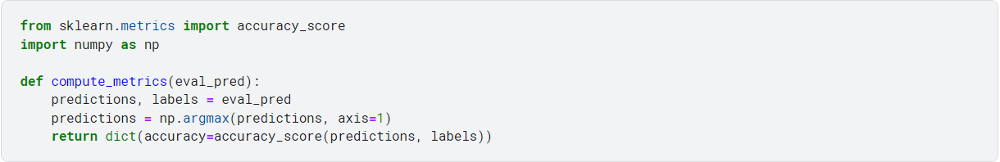 from sklearn.metrics import accuracy_score
import numpy as np

def compute_metrics(eval_pred):
    predictions, labels = eval_pred
    predictions = np.argmax(predictions, axis=1)
    return dict(accuracy=accuracy_score(predictions, labels))